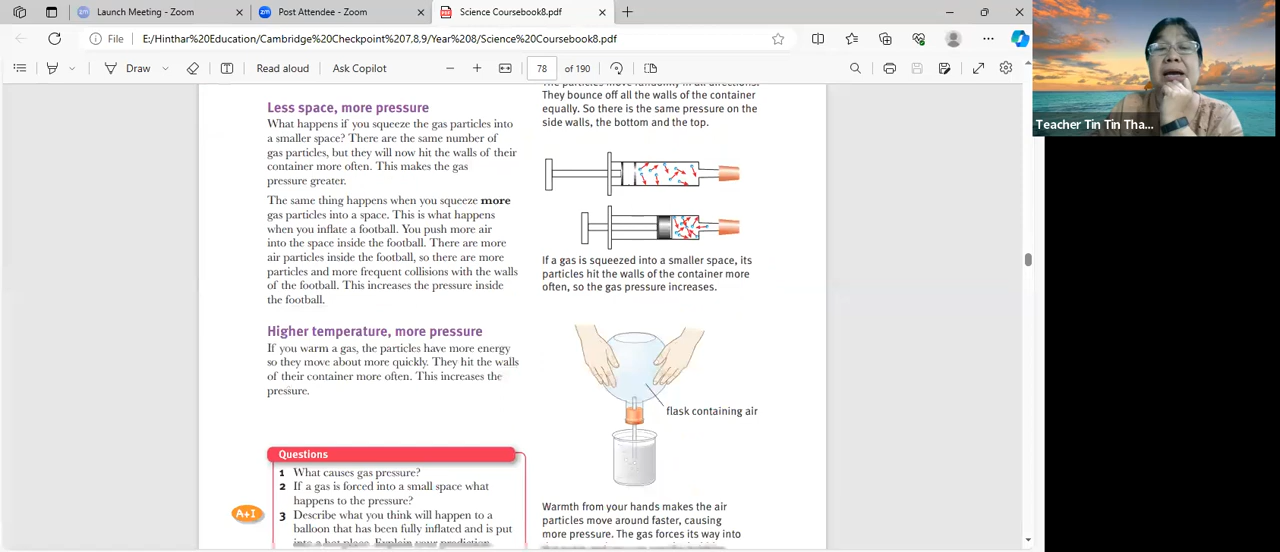 Launch Meeting - Zoom
Post Attendee - Zoom
Science Coursebook8.pdf
File
E:/Hinthar%20Education/Cambridge%20Checkpoint%207,8,9/Year%208/Science%20Coursebook8.pdf
Draw
Read aloud
Ask Copilot
78
of 190
Teacher Tin Tin Tha...
Less space, more pressure
What happens if you squeeze the gas particles into
a smaller space? There are the same number of
gas particles, but they will now hit the walls of their
container more often. This makes the gas
pressure greater.
The same thing happens when you squeeze more
gas particles into a space. This is what happens
when you inflate a football. You push more air
into the space inside the football. There are more
air particles inside the football, so there are more
particles and more frequent collisions with the walls
of the football. This increases the pressure inside
the football.
Higher temperature, more pressure
If you warm a gas, the particles have more energy
so they move about more quickly. They hit the walls
of their container more often. This increases the
pressure.
Questions
1 What causes gas pressure?
2 If a gas is forced into a small space what
happens to the pressure?
A+I
3 Describe what you think will happen to a
balloon that has been fully inflated and is put
into a hot place. Explain your prediction
The particles move randomly in all directions.
They bounce off all the walls of the container
equally. So there is the same pressure on the
side walls, the bottom and the top.
If a gas is squeezed into a smaller space, its
particles hit the walls of the container more
often, so the gas pressure increases.
flask containing air
Warmth from your hands makes the air
particles move around faster, causing
more pressure. The gas forces its way into